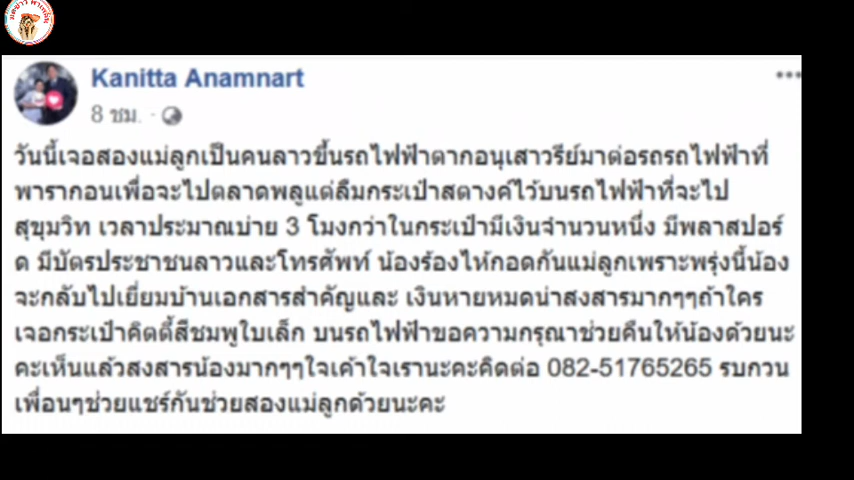 Kanitta Anamnart
8 ชม.
วันนี้เจอสองแม่ลูกเป็นคนลาวขึ้นรถไฟฟ้าตากอนุเสาวรีย์มาต่อรถรถไฟฟ้าที่
พารากอนเพื่อจะไปตลาดพลูแต่ลืมกระเป๋าสตางค์ไว้บนรถไฟฟ้าที่จะไป
สุขุมวิท เวลาประมาณบ่าย 3 โมงกว่าในกระเป๋ามีเงินจำนวนหนึ่ง มีพลาสปอร์
ด มีบัตรประชาชนลาวและโทรศัพท์ น้องร้องไห้กอดกันแม่ลูกเพราะพรุ่งนี้น้อง
จะกลับไปเยี่ยมบ้านเอกสารสำคัญและ เงินหายหมดน่าสงสารมากๆๆถ้าใคร
เจอกระเป๋าคิตตี้สีชมพูใบเล็ก บนรถไฟฟ้าขอความกรุณาช่วยคืนให้น้องด้วยนะ
คะเห็นแล้วสงสารน้องมากๆๆใจเค้าใจเรานะคะคิดต่อ 082-51765265 รบกวน
เพื่อนๆช่วยแชร์กันช่วยสองแม่ลูกด้วยนะคะ